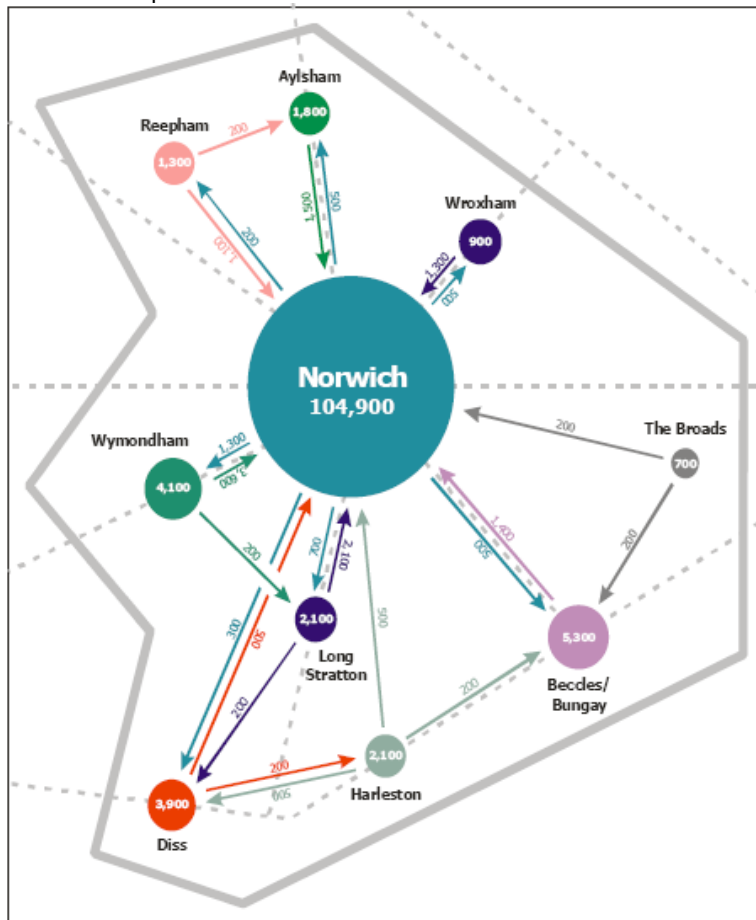 Aylsham
1,800
Reepham
200
1,300
1,500
500
Wroxham
900
200
1,100
1,300
500
Norwich
104,900
The Broads
700
200
Wymondham
1,300
3,600
4,100
1,400
500
200
700
2,100
200
300
500
2,100
Long
Stratton
500
5,300
Beccles/
Bungay
200
200
2,100
Harleston
200
500
3,900
Diss